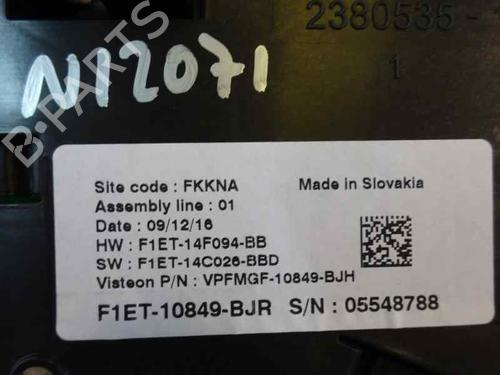 2380535 -
1
N12071
B-PARTS
Site code : FKKNA
Made in Slovakia
Assembly line : 01
Date : 09/12/16
HW : F1ET-14F094-BB
SW : F1ET-14C026-BBD
Visteon P/N : VPFMGF-10849-BJH
F1ET-10849-BJR S/N : 05548788